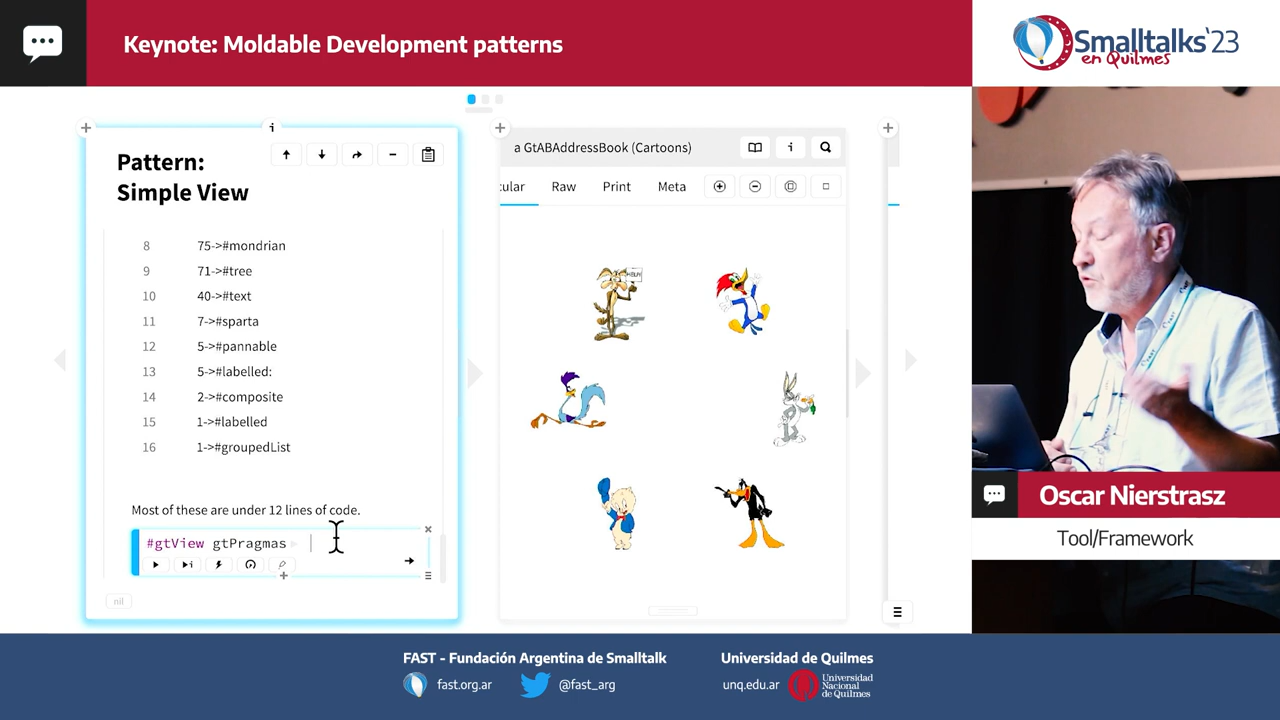 Keynote: Moldable Development patterns
Smalltalks'23
en Quilmes
Pattern:
Simple View
8 75->#mondrian
9 71->#tree
10 40->#text
11 7->#sparta
12 5->#pannable
13 5->#labelled:
14 2->#composite
15 1->#labelled
16 1->#groupedList
Most of these are under 12 lines of code.
#gtView gtPragmas
nil
a GtABAddressBook (Cartoons)
cular Raw Print Meta
Oscar Nierstrasz
Tool/Framework
FAST - Fundación Argentina de Smalltalk
fast.org.ar @fast_arg
Universidad de Quilmes
unq.edu.ar
Universidad
Nacional
de Quilmes